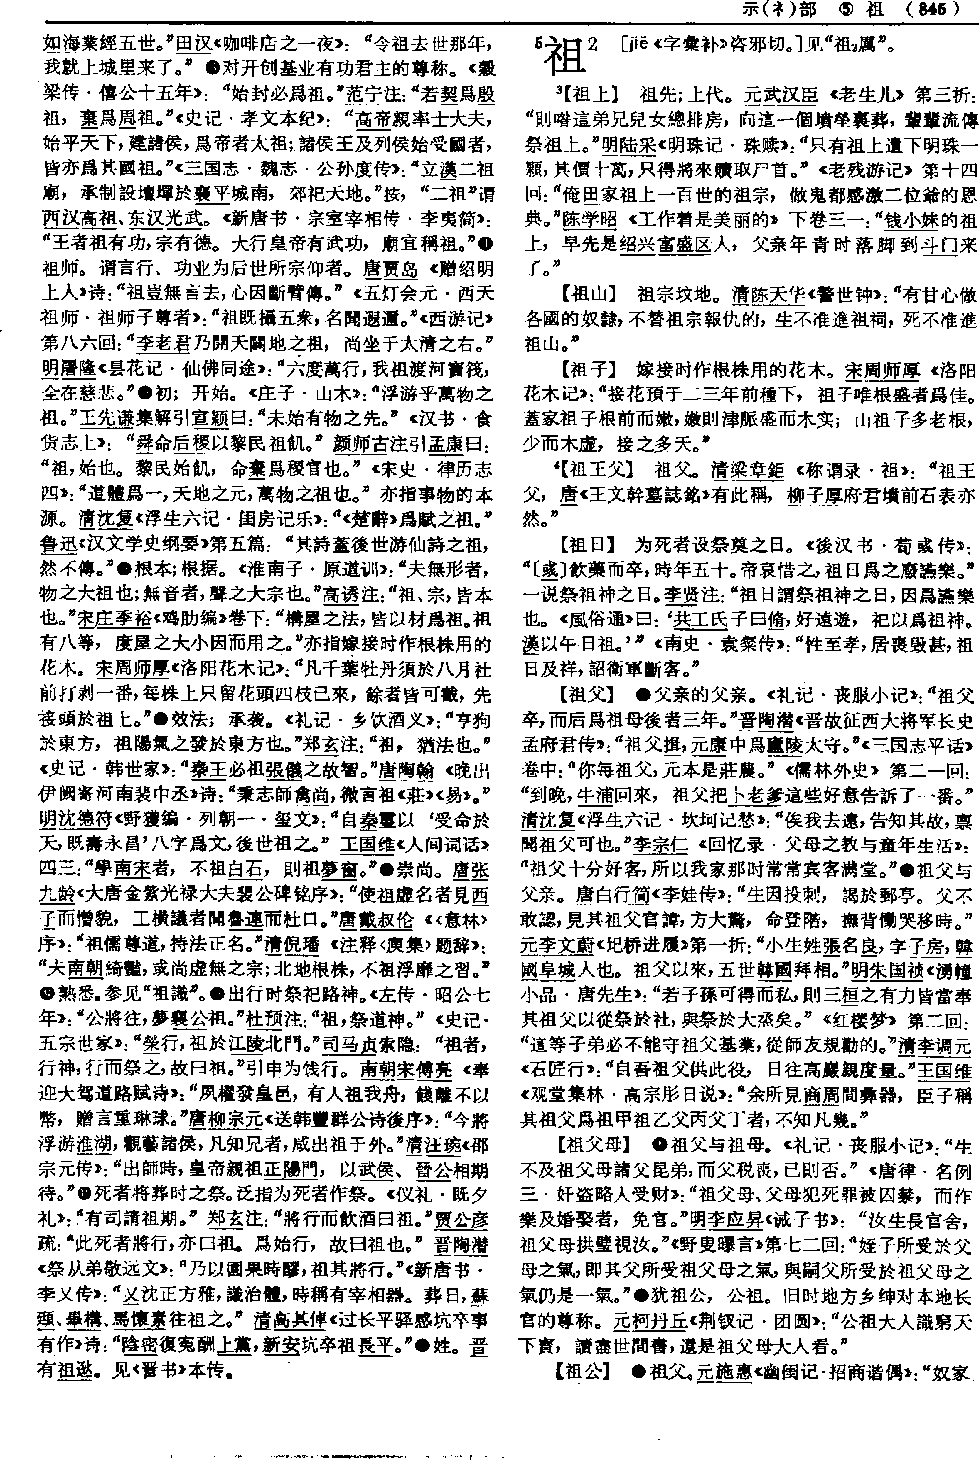 示(礻)部 ⑤ 祖 (845)
如海業經五世。”田汉《咖啡店之一夜》：“令祖去世那年，
我就上城里来了。” ●对开创基业有功君主的尊称。《穀
梁传·僖公十五年》：“始封必爲祖。”范宁注：“若契爲殷
祖，棄爲周祖。”《史记·孝文本纪》：“高帝親率士大夫，
始平天下，建諸侯，爲帝者太祖；諸侯王及列侯始受國者，
皆亦爲其國祖。”《三国志·魏志·公孙度传》：“立漢二祖
廟，承制設壇墠於襄平城南，郊祀天地。”按，“二祖”谓
西汉高祖、东汉光武。《新唐书·宗室宰相传·李夷简》：
“王者祖有功，宗有德。大行皇帝有武功，廟宜稱祖。”●
祖师。谓言行、功业为后世所宗仰者。唐贾岛《赠绍明
上人》诗：“祖豈無言去，心因斷臂傳。”《五灯会元·西天
祖师·祖师子尊者》：“祖既攝五衆，名聞遐邇。”《西游记》
第八六回：“李老君乃開天闢地之祖，尚坐于太清之右。”
明屠隆《昙花记·仙佛同途》：“六度萬行，我祖渡河寶筏，
全在慈悲。”●初；开始。《庄子·山木》：“浮游乎萬物之
祖。”王先谦集解引宣穎曰：“未始有物之先。”《汉书·食
货志上》：“舜命后稷以黎民祖飢。”颜师古注引孟康曰：
“祖，始也。黎民始飢，命棄爲稷官也。”《宋史·律历志
四》：“道體爲一，天地之元，萬物之祖也。”亦指事物的本
源。清沈复《浮生六记·闺房记乐》：“《楚辭》爲賦之祖。”
鲁迅《汉文学史纲要》第五篇：“其詩蓋後世游仙詩之祖，
然不傳。”●根本；根据。《淮南子·原道训》：“夫無形者，
物之大祖也；無音者，聲之大宗也。”高诱注：“祖、宗，皆本
也。”宋庄季裕《鸡肋编》卷下：“構屋之法，皆以材爲祖。祖
有八等，度屋之大小因而用之。”亦指嫁接时作根株用的
花木。宋周师厚《洛阳花木记》：“凡千葉牡丹須於八月社
前打剥一番，每株上只留花頭四枝已來，餘者皆可截，先
接頭於祖上。”●效法；承袭。《礼记·乡饮酒义》：“亨狗
於東方，祖陽氣之發於東方也。”郑玄注：“祖，猶法也。”
《史记·韩世家》：“秦王必祖張儀之故智。”唐陶翰《晚出
伊阙寄河南裴中丞》诗：“秉志師禽尚，微言祖《莊》《易》。”
明沈德符《野獲编·列朝一·玺文》：“自秦璽以‘受命於
天，既壽永昌’八字爲文，後世祖之。”王国维《人间词话》
四三：“學南宋者，不祖白石，則祖夢窗。”●崇尚。唐张
九龄《大唐金紫光禄大夫裴公碑铭序》：“使祖虚名者見西
子而憎貌，工横議者聞魯連而杜口。”唐戴叔伦《〈意林〉
序》：“祖儒尊道，持法正名。”清倪璠《注释〈庾集〉题辞》：
“大南朝綺豔，或尚虚無之宗；北地根株，不祖浮靡之習。”
●熟悉。参见“祖識”。●出行时祭祀路神。《左传·昭公七
年》：“公將往，夢襄公祖。”杜预注：“祖，祭道神。”《史记·
五宗世家》：“榮行，祖於江陵北門。”司马贞索隐：“祖者，
行神，行而祭之，故曰祖。”引申为饯行。南朝宋傅亮《奉
迎大驾道路赋诗》：“夙櫂發皇邑，有人祖我舟，餞離不以
幣，贈言重琳球。”唐柳宗元《送韩豐群公诗後序》：“今將
浮游淮湖，觀藝諸侯，凡知兄者，咸出祖于外。”清汪琬《邵
宗元传》：“出師時，皇帝親祖正陽門，以武侯、晉公相期
待。”●死者将葬时之祭。泛指为死者作祭。《仪礼·既夕
礼》：“有司請祖期。”郑玄注：“將行而飲酒曰祖。”贾公彦
疏：“此死者將行，亦曰祖。爲始行，故曰祖也。”晋陶潜
《祭从弟敬远文》：“乃以園果時醪，祖其將行。”《新唐书·
李乂传》：“乂沈正方雅，識治體，時稱有宰相器。葬日，蘇
頲、畢構、馬懷素往祖之。”清高其倬《过长平驿感坑卒事
有作》诗：“陰密復冤酬上黨，新安坑卒祖長平。”●姓。晋
有祖逖。见《晋书》本传。
5祖2 〔jiē《字彙补》咨邪切。〕见“祖2厲”。
3【祖上】 祖先；上代。元武汉臣《老生儿》第三折：
“則喒這弟兄兒女總排房，向這一個墳塋裏葬，輩輩流傳
祭祖上。”明陆采《明珠记·珠赎》：“只有祖上遺下明珠一
顆，其價十萬，只得將來贖取尸首。”《老残游记》第十四
回：“俺田家祖上一百世的祖宗，做鬼都感激二位爺的恩
典。”陈学昭《工作着是美丽的》下卷三一：“钱小妹的祖
上，早先是绍兴富盛区人，父亲年青时落脚到斗门来
了。”
【祖山】 祖宗坟地。清陈天华《警世钟》：“有甘心做
各國的奴隸，不替祖宗報仇的，生不准進祖祠，死不准進
祖山。”
【祖子】 嫁接时作根株用的花木。宋周师厚《洛阳
花木记》：“接花預于二三年前種下，祖子唯根盛者爲佳。
蓋家祖子根前而嫩，嫩則津脈盛而木实；山祖子多老根，
少而木虚，接之多夭。”
4【祖王父】 祖父。清梁章鉅《称谓录·祖》：“祖王
父，唐《王文幹墓誌銘》有此稱，柳子厚府君墳前石表亦
然。”
【祖日】 为死者设祭奠之日。《後汉书·荀彧传》：
“〔彧〕飲藥而卒，時年五十。帝哀惜之，祖日爲之廢讌樂。”
一说祭祖神之日。李贤注：“祖日謂祭祖神之日，因爲讌樂
也。《風俗通》曰：‘共工氏子曰脩，好遠遊，祀以爲祖神。
漢以午日祖。’”《南史·袁粲传》：“性至孝，居喪毁甚，祖
日及祥，詔衛軍斷客。”
【祖父】 ●父亲的父亲。《礼记·丧服小记》：“祖父
卒，而后爲祖母後者三年。”晋陶潜《晋故征西大将军长史
孟府君传》：“祖父揖，元康中爲廬陵太守。”《三国志平话》
卷中：“你每祖父，元本是莊農。”《儒林外史》第二一回：
“到晚，牛浦回來，祖父把卜老爹這些好意告訴了一番。”
清沈复《浮生六记·坎坷记愁》：“俟我去遠，告知其故，禀
聞祖父可也。”李宗仁《回忆录·父母之教与童年生活》：
“祖父十分好客，所以我家那时常常宾客满堂。”●祖父与
父亲。唐白行简《李娃传》：“生因投刺，謁於郵亭。父不
敢認，見其祖父官諱，方大驚，命登階，撫背慟哭移時。”
元李文蔚《圯桥进履》第一折：“小生姓張名良，字子房，韓
國阜城人也。祖父以來，五世韓國拜相。”明朱国祯《湧幢
小品·唐先生》：“若子孫可得而私，則三桓之有力皆當奉
其祖父以從祭於社，與祭於大烝矣。”《红楼梦》第二回：
“這等子弟必不能守祖父基業，從師友規勸的。”清李调元
《石匠行》：“自吾祖父供此役，日往高巖親度量。”王国维
《观堂集林·高宗肜日说》：“余所見商周間彝器，臣子稱
其祖父爲祖甲祖乙父丙父丁者，不知凡幾。”
【祖父母】 ●祖父与祖母。《礼记·丧服小记》：“生
不及祖父母諸父昆弟，而父税喪，已則否。”《唐律·名例
三·奸盗略人受财》：“祖父母、父母犯死罪被囚禁，而作
樂及婚娶者，免官。”明李应昇《诫子书》：“汝生長官舍，
祖父母拱璧視汝。”《野叟曝言》第七二回：“姪子所受於父
母之氣，即其父所受祖父母之氣，與嗣父所受於祖父母之
氣仍是一氣。”●犹祖公，公祖。旧时地方乡绅对本地长
官的尊称。元柯丹丘《荆钗记·团圆》：“公祖大人識窮天
下寶，讀盡世間書，還是祖父母大人看。”
【祖公】 ●祖父。元施惠《幽闺记·招商谐偶》：“奴家